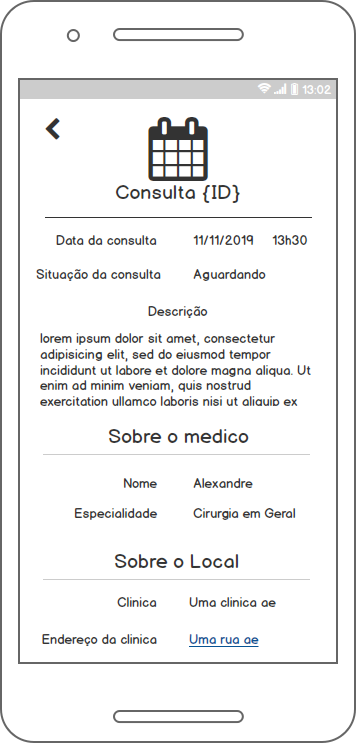 13:02
Consulta {ID}
Data da consulta 11/11/2019 13h30
Situação da consulta Aguardando
Descrição
lorem ipsum dolor sit amet, consectetur
adipisicing elit, sed do eiusmod tempor
incididunt ut labore et dolore magna aliqua. Ut
enim ad minim veniam, quis nostrud
exercitation ullamco laboris nisi ut aliquip ex
Sobre o medico
Nome Alexandre
Especialidade Cirurgia em Geral
Sobre o Local
Clinica Uma clinica ae
Endereço da clinica Uma rua ae